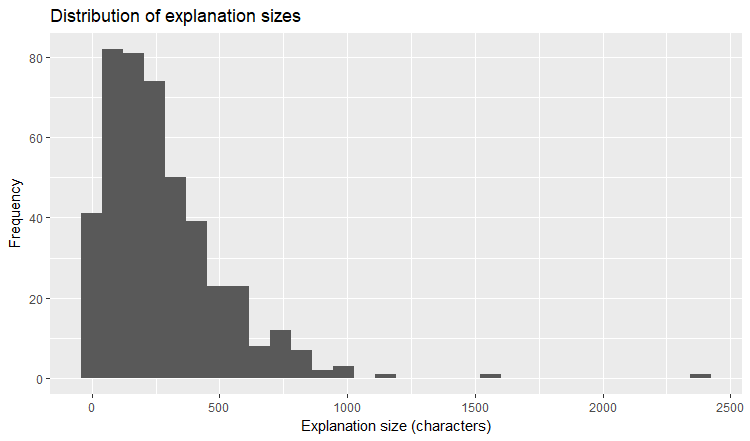 Distribution of explanation sizes
Frequency
80
60
40
20
0
0 500 1000 1500 2000 2500
Explanation size (characters)